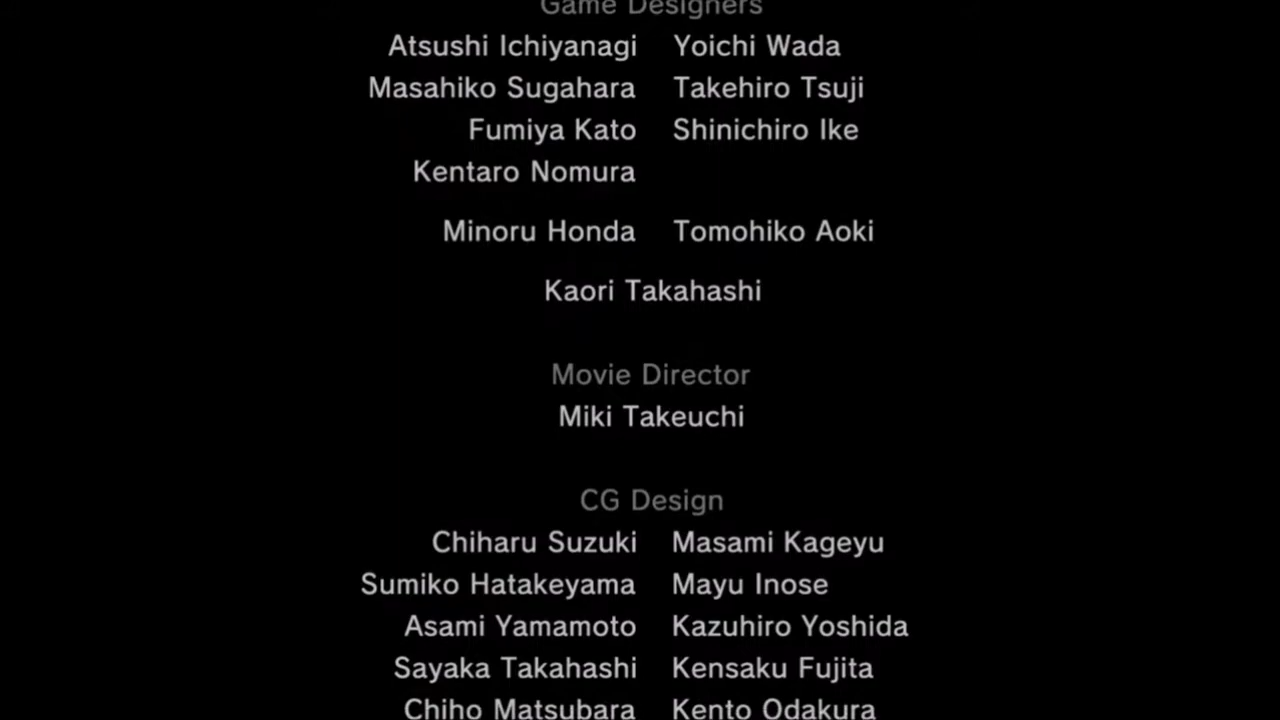 Game Designers
Atsushi Ichiyanagi Yoichi Wada
Masahiko Sugahara Takehiro Tsuji
Fumiya Kato Shinichiro Ike
Kentaro Nomura
Minoru Honda Tomohiko Aoki
Kaori Takahashi
Movie Director
Miki Takeuchi
CG Design
Chiharu Suzuki Masami Kageyu
Sumiko Hatakeyama Mayu Inose
Asami Yamamoto Kazuhiro Yoshida
Sayaka Takahashi Kensaku Fujita
Chiho Matsubara Kento Odakura